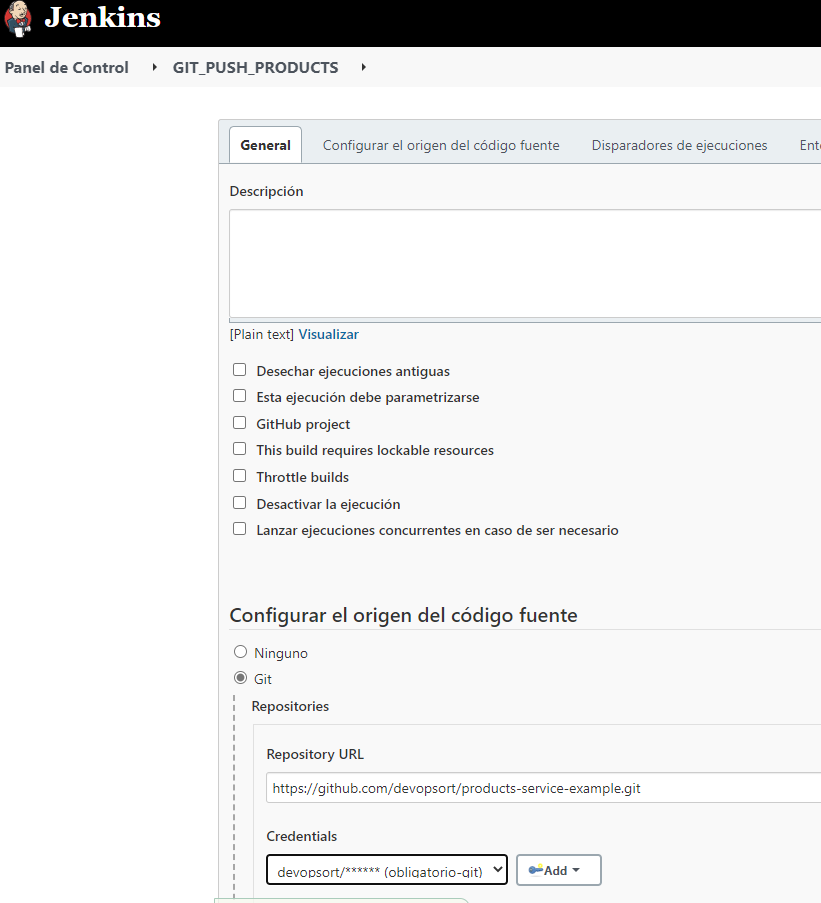 Jenkins
Panel de Control GIT_PUSH_PRODUCTS
General Configurar el origen del código fuente Disparadores de ejecuciones Ent
Descripción
[Plain text] Visualizar
Desechar ejecuciones antiguas
Esta ejecución debe parametrizarse
GitHub project
This build requires lockable resources
Throttle builds
Desactivar la ejecución
Lanzar ejecuciones concurrentes en caso de ser necesario
Configurar el origen del código fuente
Ninguno
Git
Repositories
Repository URL
https://github.com/devopsort/products-service-example.git
Credentials
devopsort/****** (obligatorio-git) Add